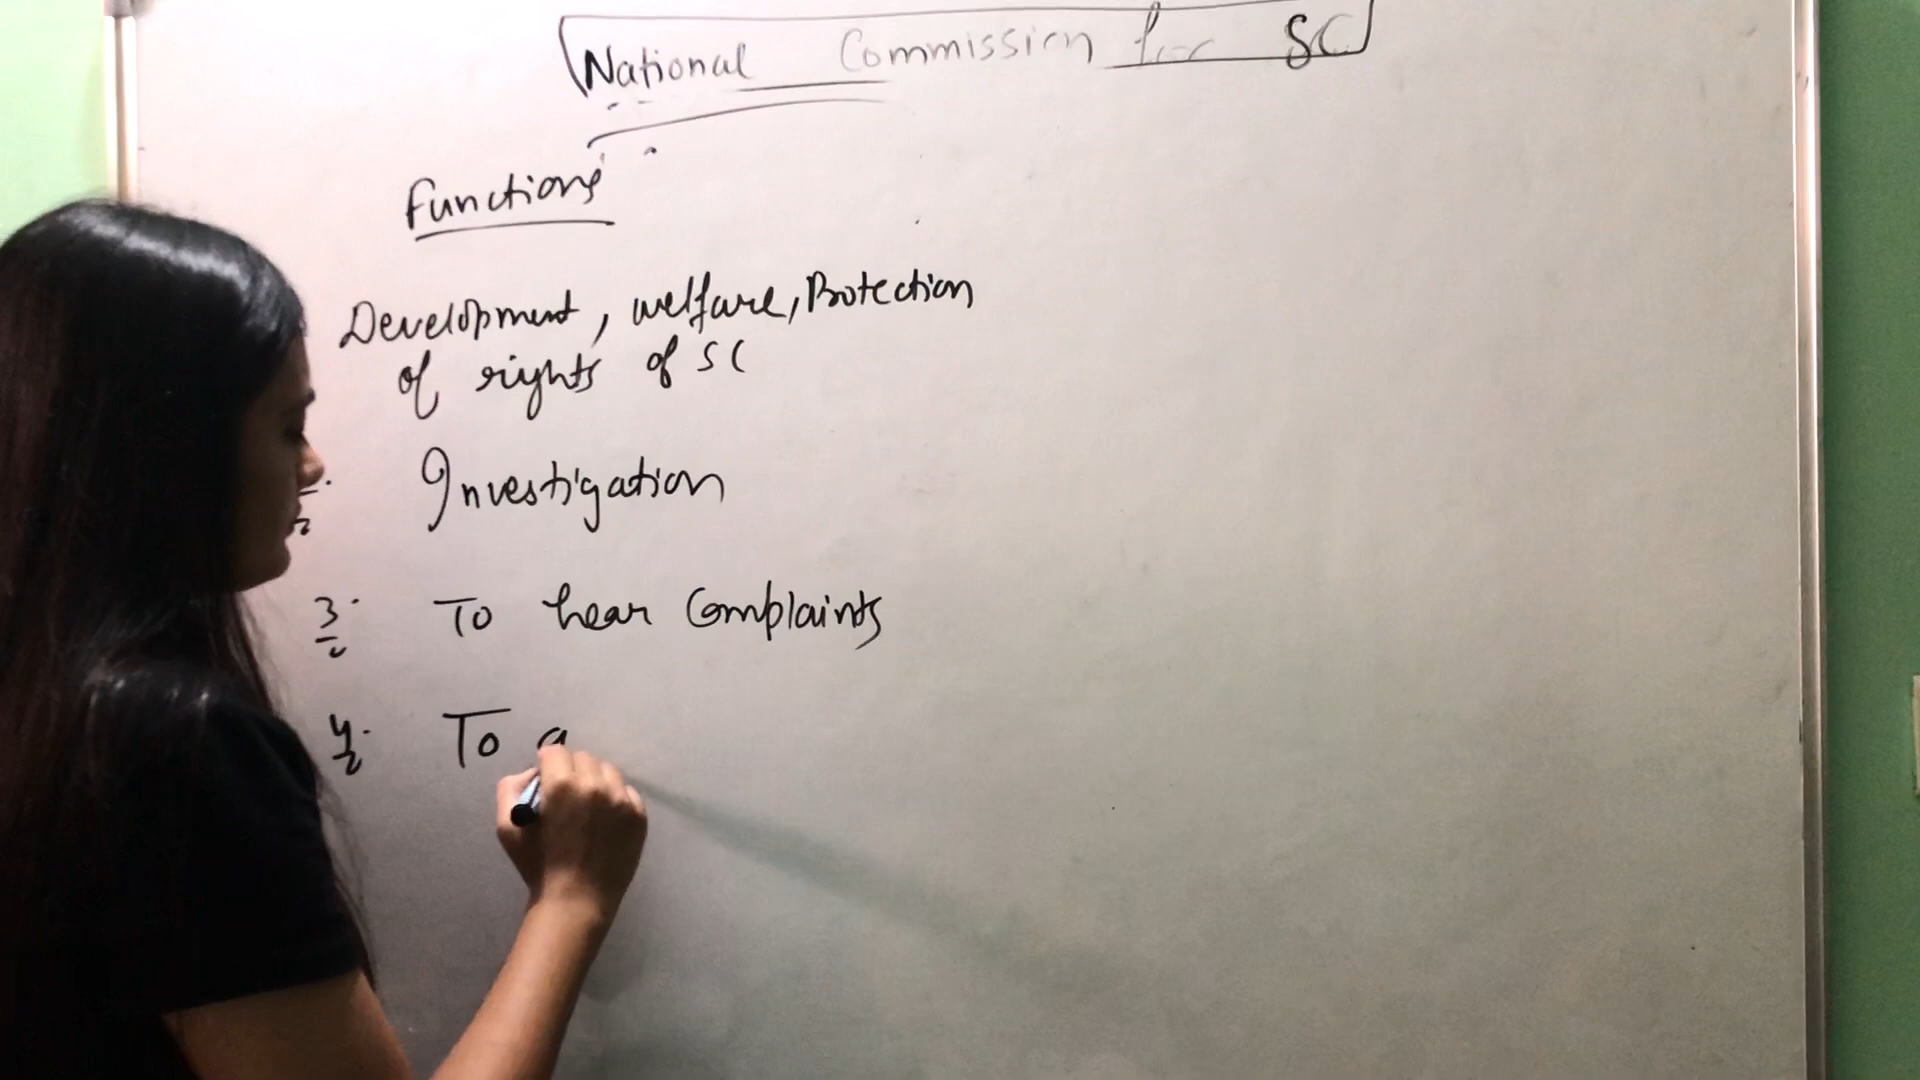 National Commission for SC
Functions
Development, welfare, Protection
of rights of SC
Investigation
3. To hear Complaints
4. To a